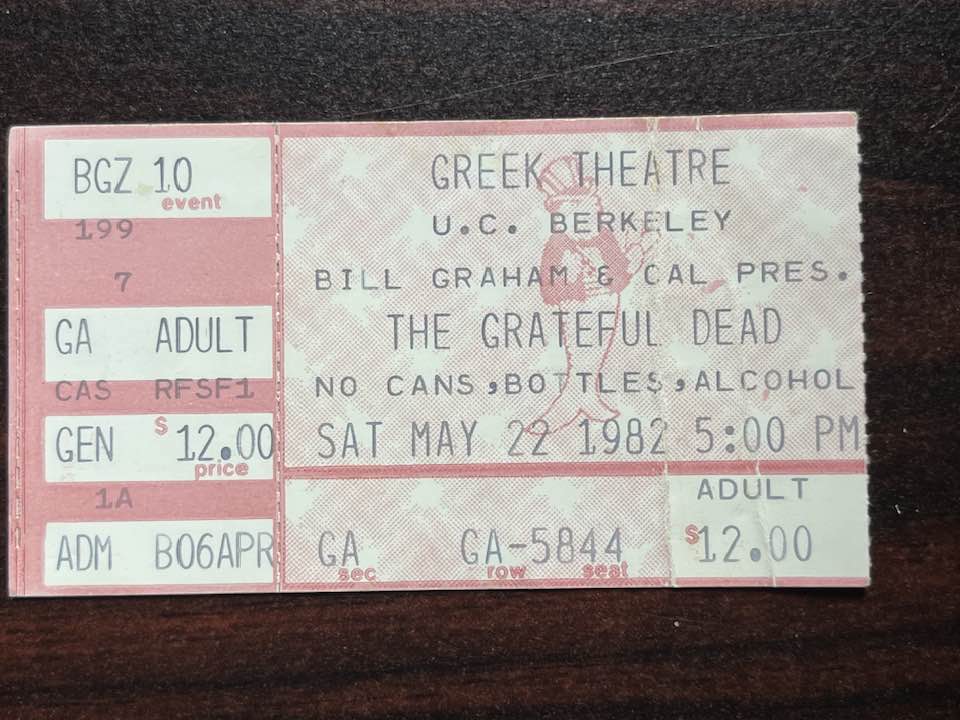 BGZ 10
event
199
7
GA ADULT
CAS RFSF1
GEN $ 12.00
price
1A
ADM B06APR
GREEK THEATRE
U.C. BERKELEY
BILL GRAHAM & CAL PRES.
THE GRATEFUL DEAD
NO CANS,BOTTLES,ALCOHOL
SAT MAY 22 1982 5:00 PM
ADULT
GA GA-5844 $12.00
sec row seat